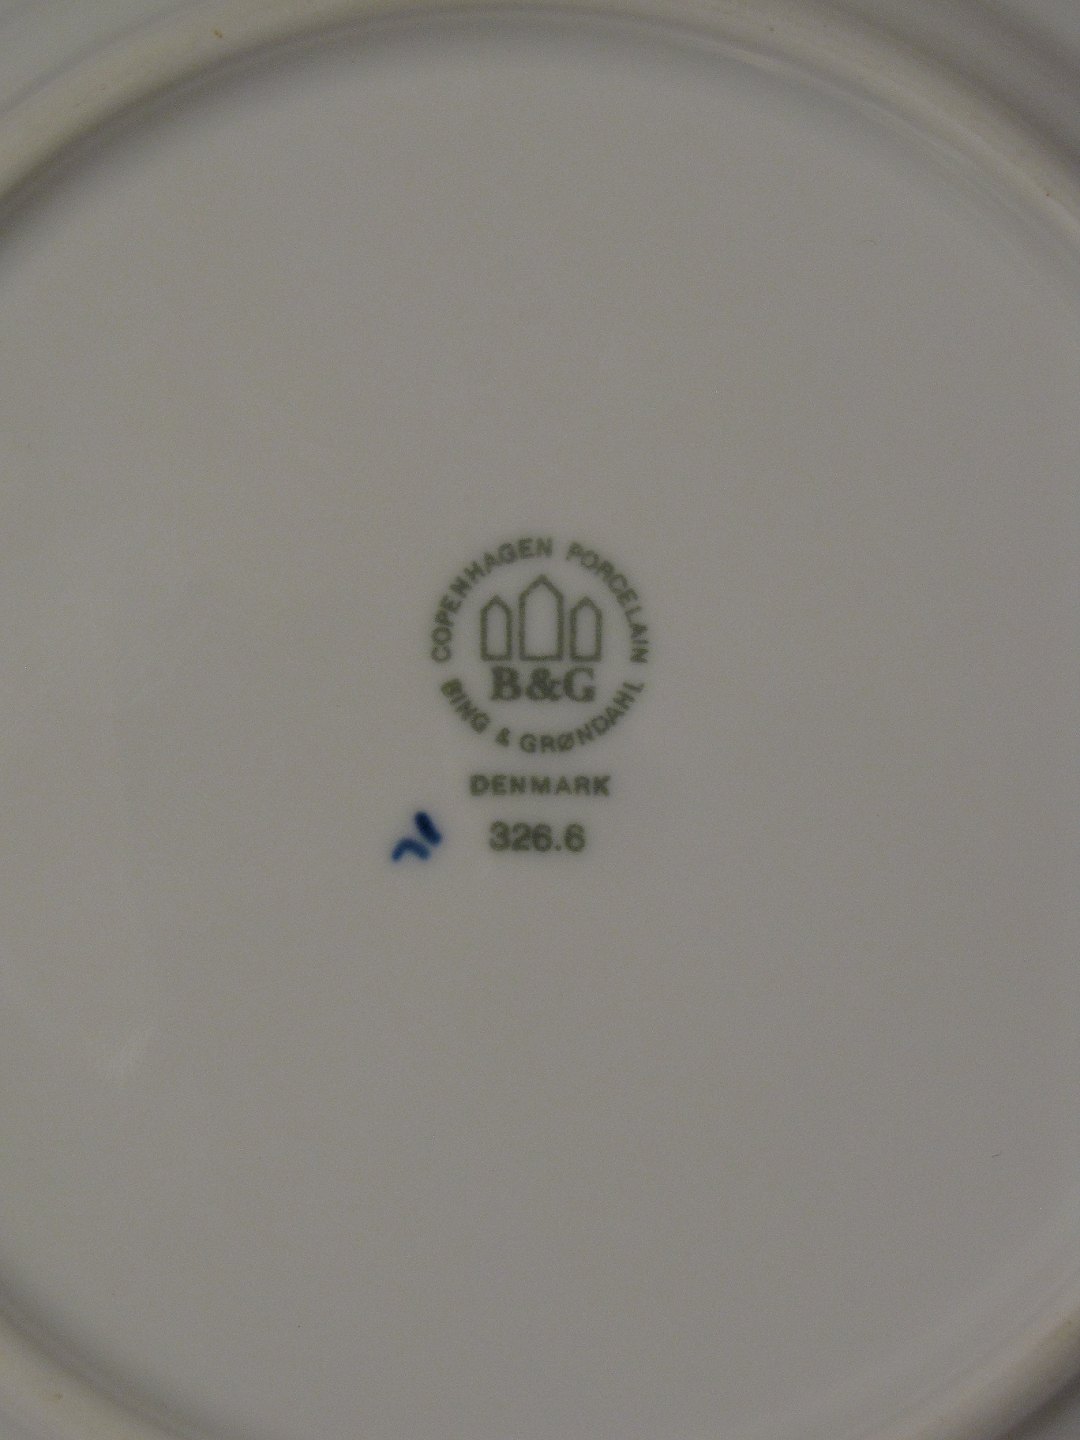 COPENHAGEN PORCELAIN
B&G
BING & GRØNDAHL
DENMARK
326.6